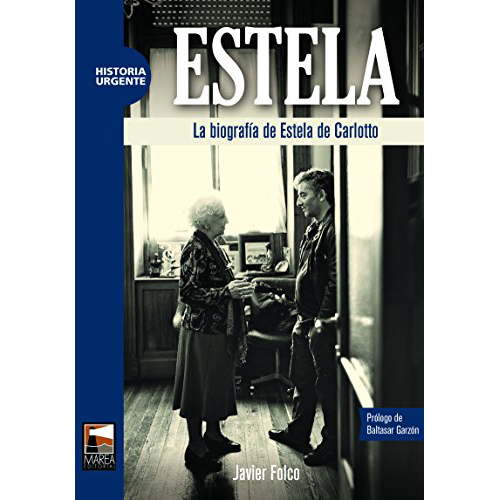 HISTORIA
URGENTE
ESTELA
La biografía de Estela de Carlotto
Prólogo de
Baltasar Garzón
MAREA
EDITORIAL
Javier Folco